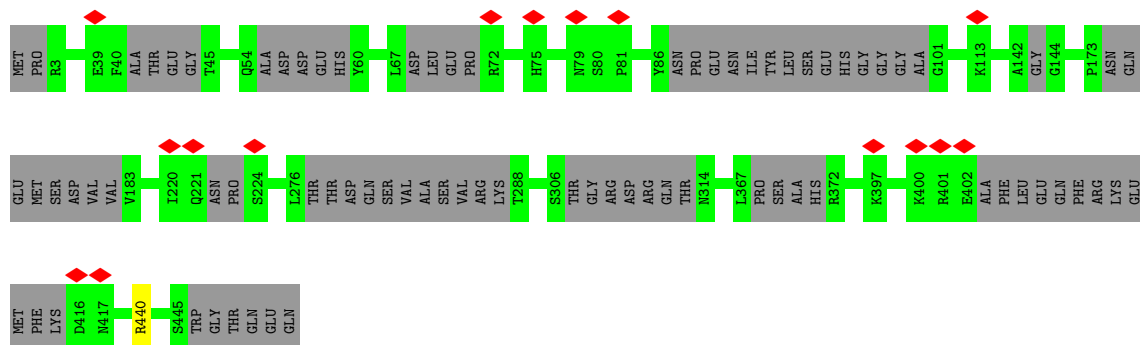 MET PRO R3 E39 F40 ALA THR GLU GLY T45 Q54 ALA ASP ASP GLU HIS Y60 L67 ASP LEU GLU PRO R72 H75 N79 S80 P81 Y86 ASN PRO GLU ASN ILE TYR LEU SER GLU HIS GLY GLY GLY ALA G101 K113 A142 GLY G144 P173 ASN GLN
GLU MET SER ASP VAL VAL V183 I220 Q221 ASN PRO S224 L276 THR THR ASP GLN SER VAL ALA SER VAL ARG LYS T288 S306 THR GLY ARG ASP ARG GLN THR N314 L367 PRO SER ALA HIS R372 K397 K400 R401 E402 ALA PHE LEU GLU GLN PHE ARG LYS GLU
MET PHE LYS D416 N417 R440 S445 TRP GLY THR GLN GLU GLN